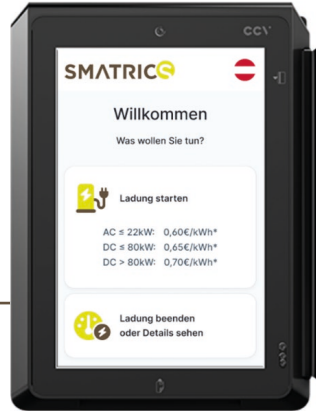 CCV
SMATRICS
Willkommen
Was wollen Sie tun?
Ladung starten
AC ≤ 22kW: 0,60€/kWh*
DC ≤ 80kW: 0,65€/kWh*
DC > 80kW: 0,70€/kWh*
Ladung beenden
oder Details sehen